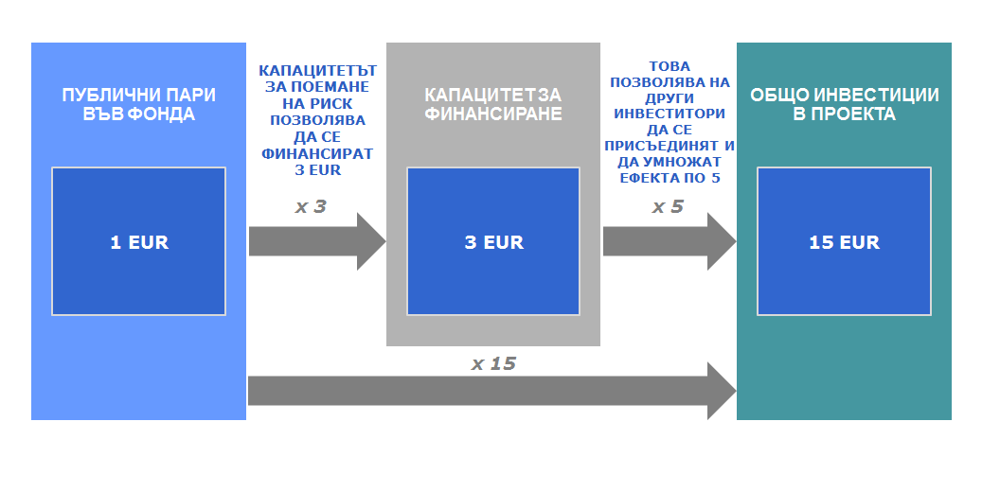 ПУБЛИЧНИ ПАРИ
ВЪВ ФОНДА
1 EUR
КАПАЦИТЕТЪТ
ЗА ПОЕМАНЕ
НА РИСК
ПОЗВОЛЯВА
ДА СЕ
ФИНАНСИРАТ
3 EUR
x 3
КАПАЦИТЕТ ЗА
ФИНАНСИРАНЕ
3 EUR
ТОВА
ПОЗВОЛЯВА НА
ДРУГИ
ИНВЕСТИТОРИ
ДА СЕ
ПРИСЪЕДИНЯТ И
ДА УМНОЖАТ
ЕФЕКТА ПО 5
x 5
ОБЩО ИНВЕСТИЦИИ
В ПРОЕКТА
15 EUR
x 15